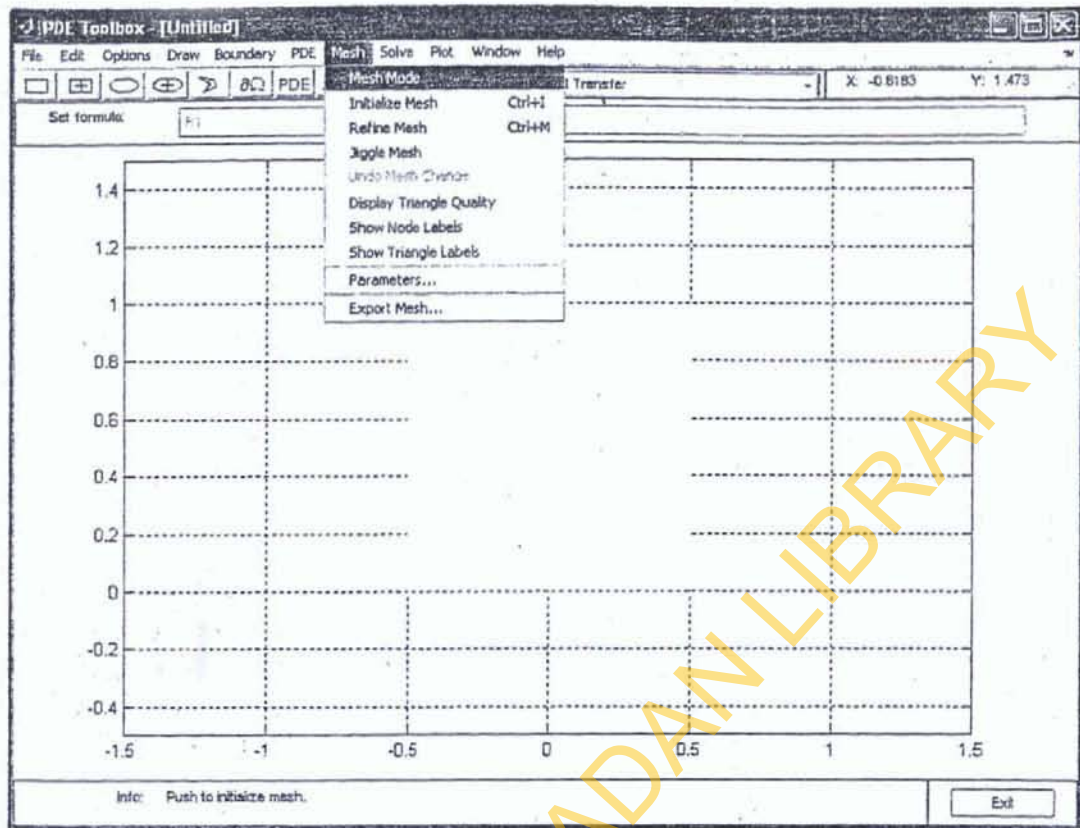 PDE Toolbox - [Untitled]
File Edit Options Draw Boundary PDE Mesh Solve Plot Window Help
PDE
Transfer
X: -0.8183 Y: 1.473
Set formula: R1
Mesh Mode
Initialize Mesh Ctrl+I
Refine Mesh Ctrl+M
Jiggle Mesh
Undo Mesh Change
Display Triangle Quality
Show Node Labels
Show Triangle Labels
Parameters...
Export Mesh...
1.4
1.2
1
0.8
0.6
0.4
0.2
0
-0.2
-0.4
-1.5 -1 -0.5 0 0.5 1 1.5
Info: Push to initialize mesh.
Exit
ADAN LIBRARY